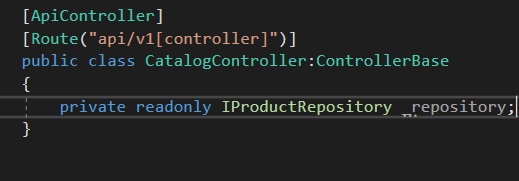 [ApiController]
[Route("api/v1[controller]")]
public class CatalogController:ControllerBase
{
private readonly IProductRepository _repository;
}